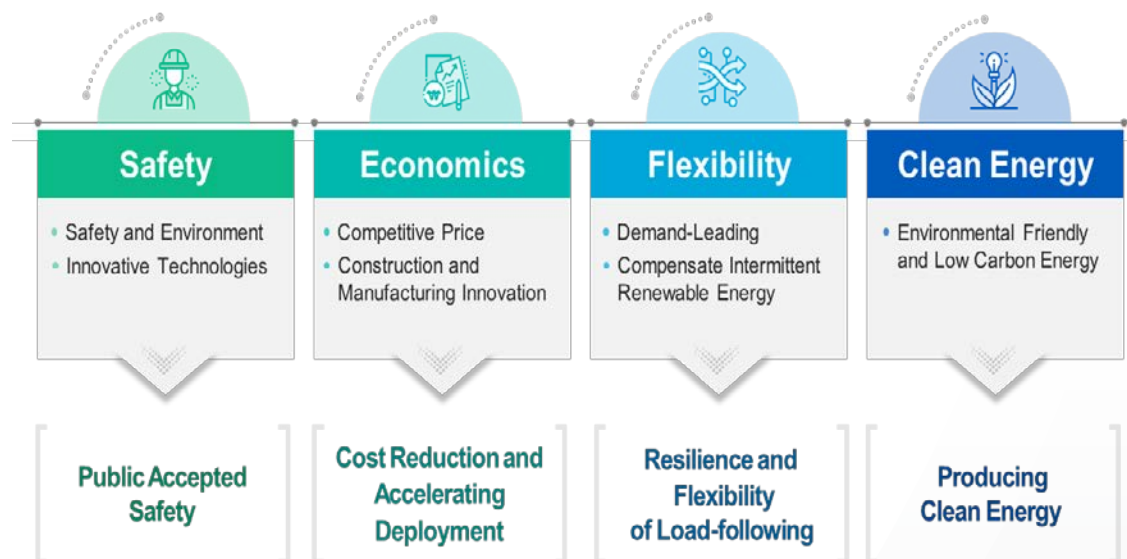 Safety
Safety and Environment
Innovative Technologies
Public Accepted
Safety
Economics
₩
Competitive Price
Construction and
Manufacturing Innovation
Cost Reduction and
Accelerating
Deployment
Flexibility
Demand-Leading
Compensate Intermittent
Renewable Energy
Resilience and
Flexibility
of Load-following
Clean Energy
Environmental Friendly
and Low Carbon Energy
Producing
Clean Energy